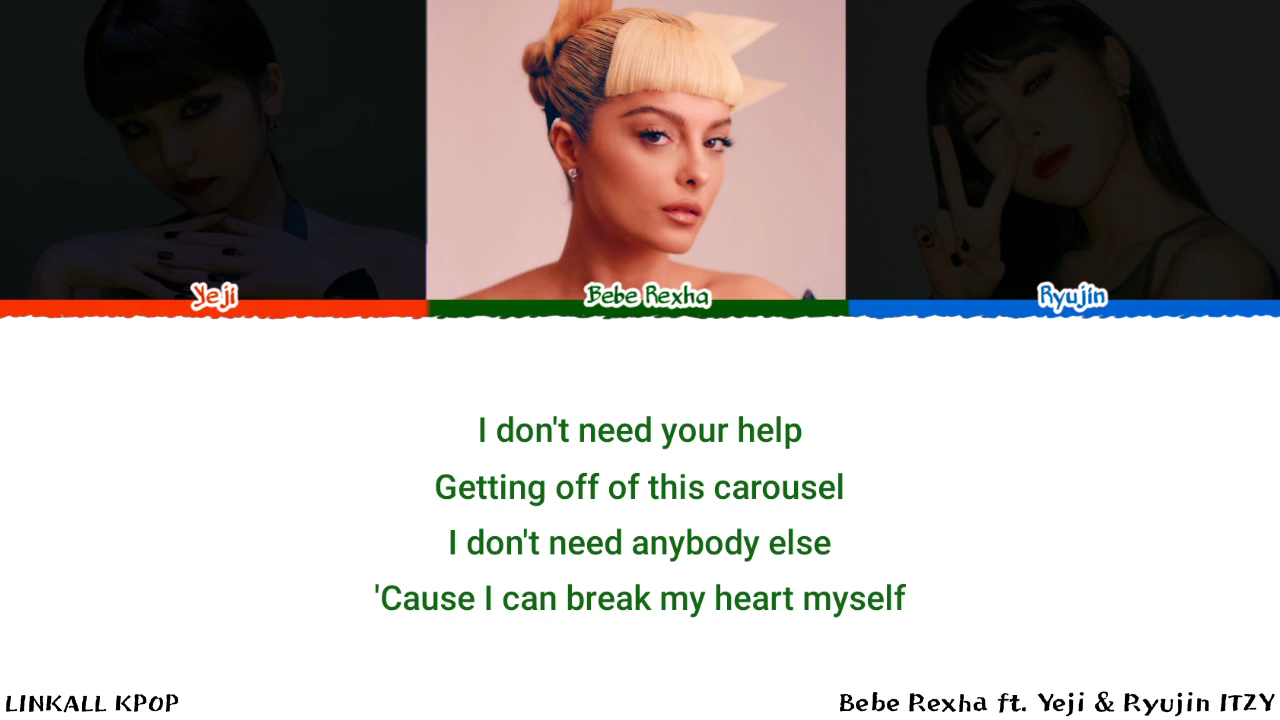 Yeji
Bebe Rexha
Ryujin
I don't need your help
Getting off of this carousel
I don't need anybody else
'Cause I can break my heart myself
LINKALL KPOP
Bebe Rexha ft. Yeji & Ryujin ITZY